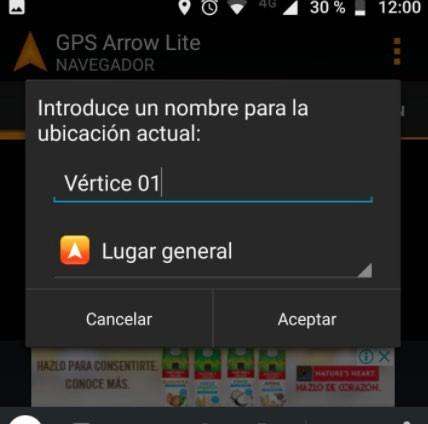 4G 30 % 12:00
GPS Arrow Lite
NAVEGADOR
Introduce un nombre para la
ubicación actual:
Vértice 01
Lugar general
Cancelar
Aceptar
HAZLO PARA CONSENTIRTE.
CONOCE MÁS.
NATURE'S HEART.
HAZLO DE CORAZÓN.